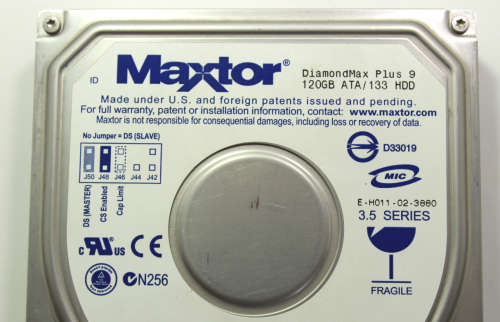 ID
Maxtor
DiamondMax Plus 9
120GB ATA/133 HDD
Made under U.S. and foreign patents issued and pending.
For full warranty, patent or installation information, contact: www.maxtor.com
Maxtor is not responsible for consequential damages, including loss or recovery of data.
No Jumper = DS (SLAVE)
J50 J48 J46 J44 J42
DS (MASTER)
CS Enabled
Cap Limit
D33019
MIC
E-H011-02-3880
3.5 SERIES
c RU US CE
N256
FRAGILE